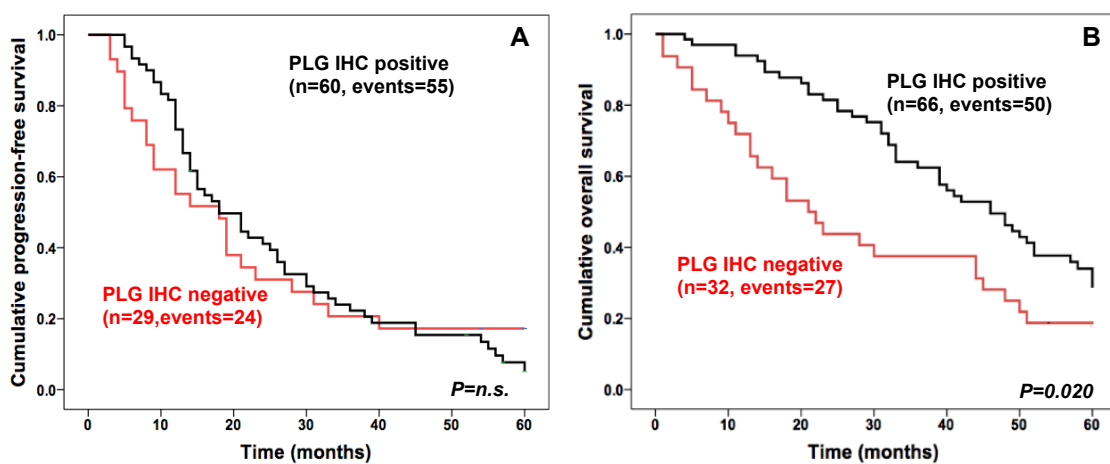 A
Cumulative progression-free survival
1.0
0.8
0.6
0.4
0.2
0.0
PLG IHC positive
(n=60, events=55)
PLG IHC negative
(n=29,events=24)
P=n.s.
0 10 20 30 40 50 60
Time (months)
B
Cumulative overall survival
1.0
0.8
0.6
0.4
0.2
0.0
PLG IHC positive
(n=66, events=50)
PLG IHC negative
(n=32, events=27)
P=0.020
0 10 20 30 40 50 60
Time (months)